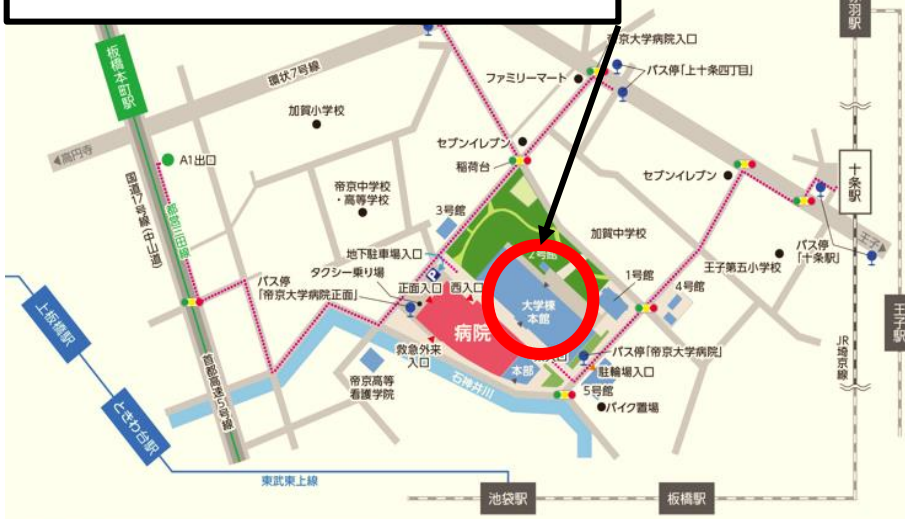 赤羽駅
帝京大学病院入口
バス停「上十条四丁目」
ファミリーマート
環状7号線
板橋本町駅
加賀小学校
セブンイレブン
稲荷台
高円寺
A1出口
セブンイレブン
十条駅
国道17号線(中山道)
都営三田線
帝京中学校
・高等学校
3号館
加賀中学校
王子
地下駐車場入口
2号館
タクシー乗り場
王子第五小学校
バス停
「十条駅」
バス停
「帝京大学病院正面」
正面入口
西入口
1号館
4号館
P
大学棟
本館
病院
上板橋駅
王子駅
救急外来
入口
バス停「帝京大学病院」
本部
駐輪場入口
JR埼京線
首都高速5号線
帝京高等
看護学院
石神井川
5号館
バイク置場
ときわ台駅
東武東上線
池袋駅
板橋駅